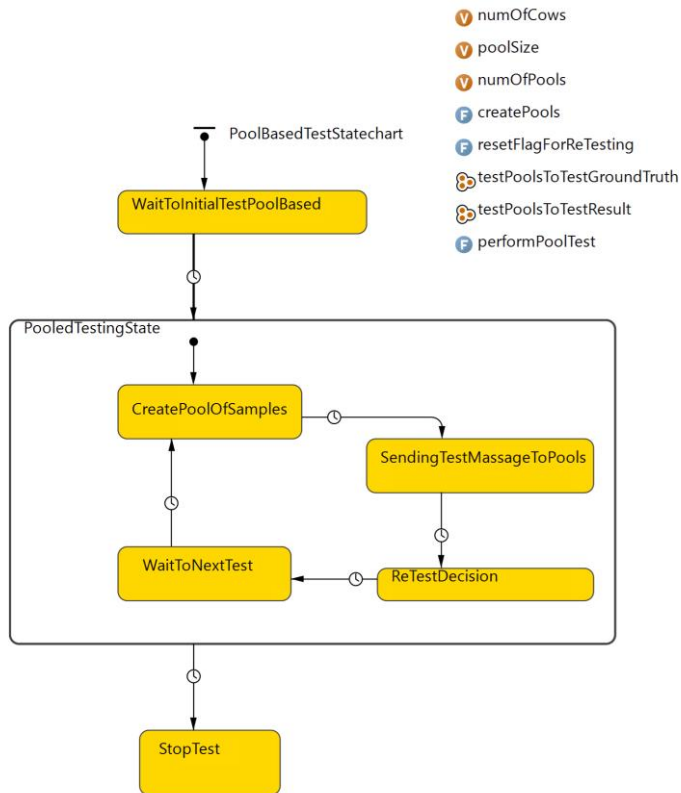 numOfCows
poolSize
numOfPools
createPools
resetFlagForReTesting
testPoolsToTestGroundTruth
testPoolsToTestResult
performPoolTest
PoolBasedTestStatechart
WaitToInitialTestPoolBased
PooledTestingState
CreatePoolOfSamples
SendingTestMassageToPools
WaitToNextTest
ReTestDecision
StopTest